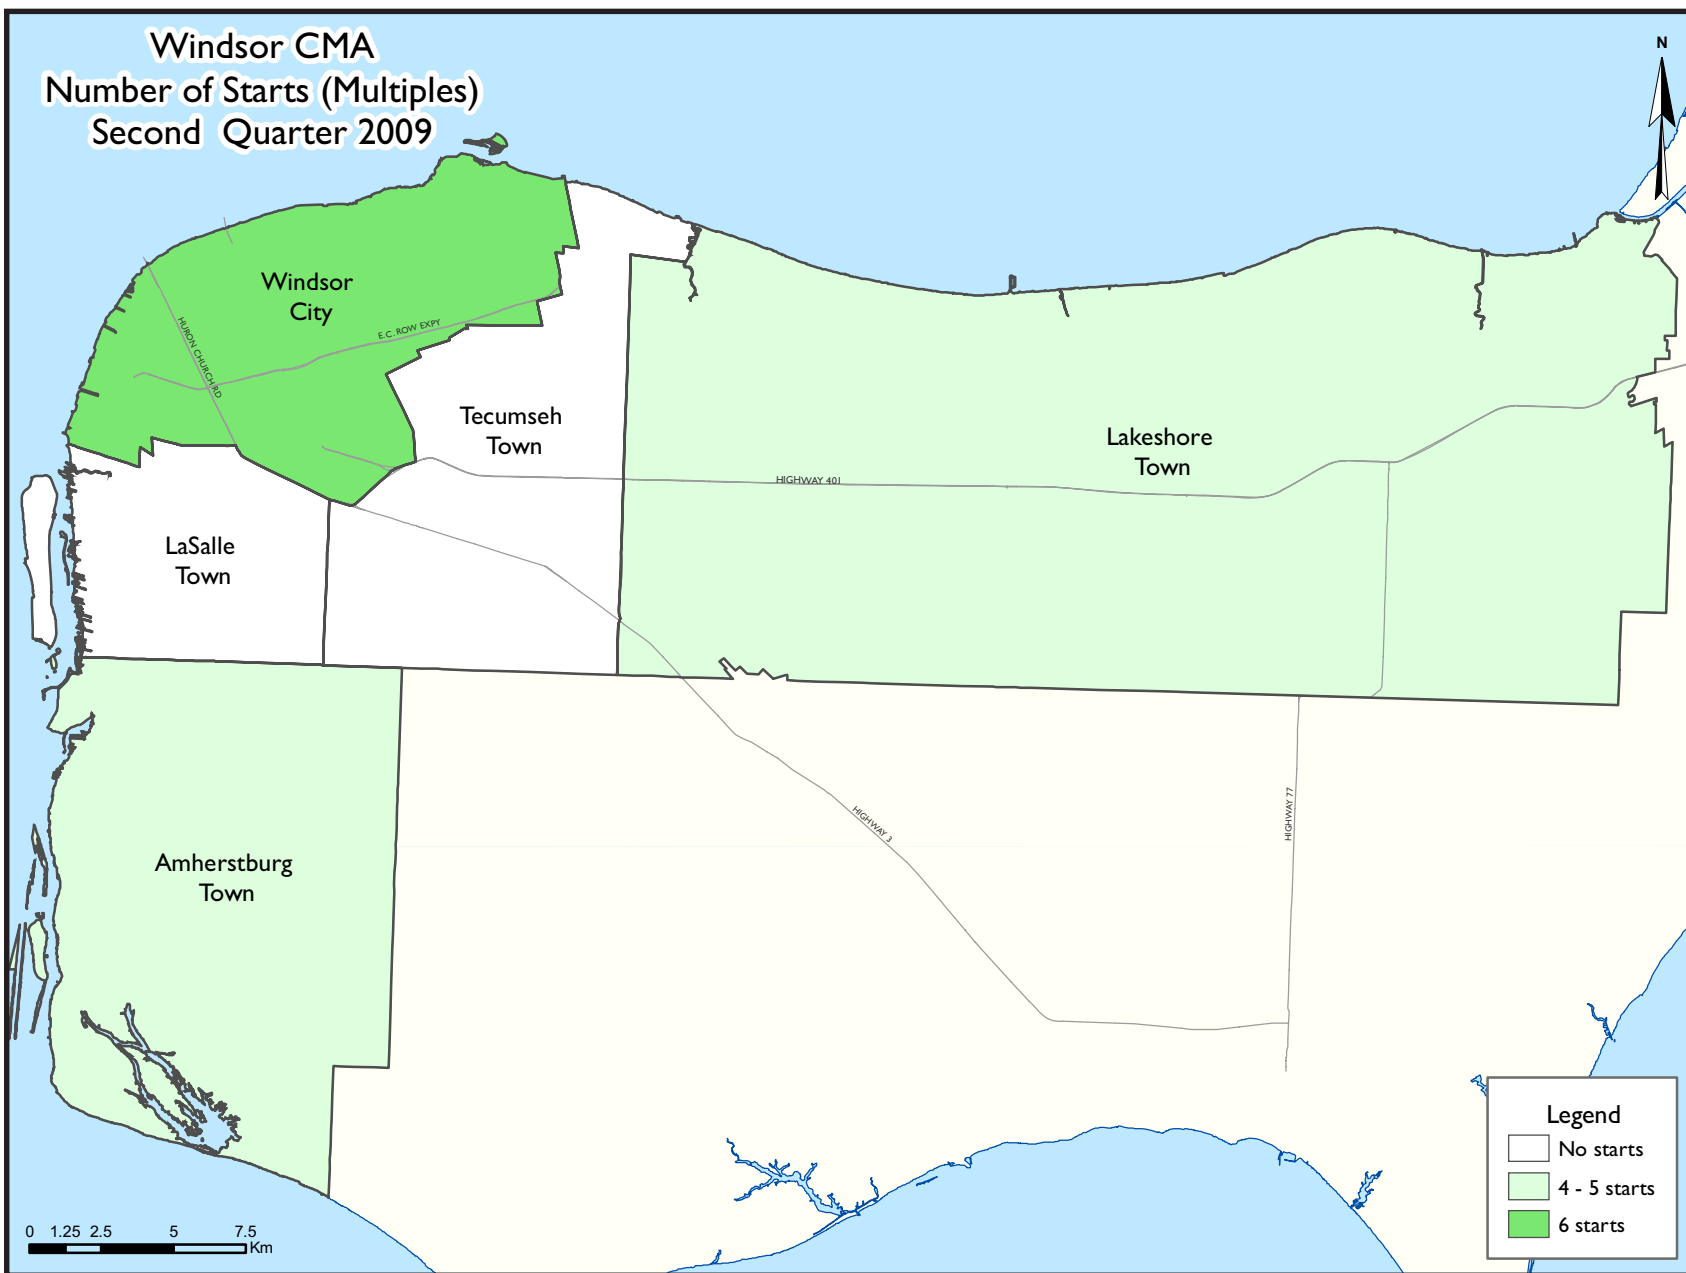 Windsor CMA
Number of Starts (Multiples)
Second Quarter 2009
N
Windsor
City
HURON CHURCH RD
E.C. ROW EXPY
Tecumseh
Town
Lakeshore
Town
HIGHWAY 401
LaSalle
Town
HIGHWAY 3
HIGHWAY 77
Amherstburg
Town
Legend
No starts
4 - 5 starts
6 starts
0 1.25 2.5 5 7.5
Km